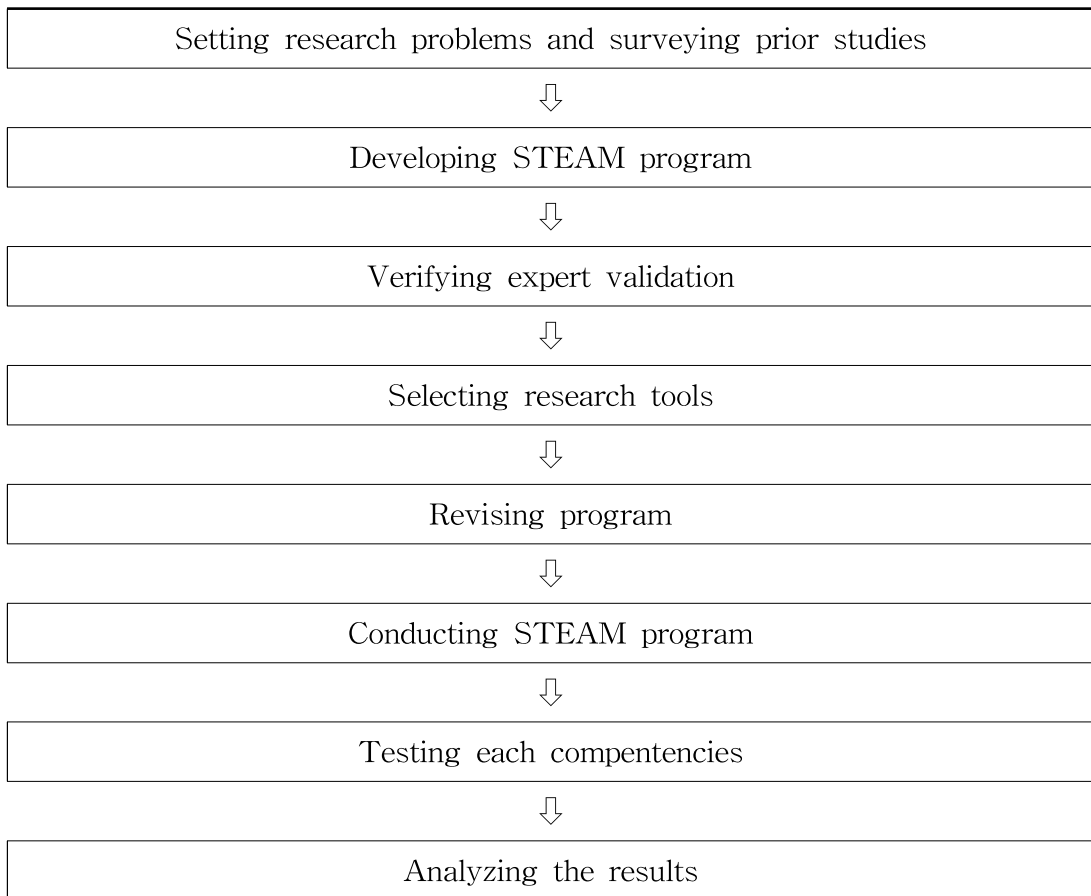 Setting research problems and surveying prior studies
⇩
Developing STEAM program
⇩
Verifying expert validation
⇩
Selecting research tools
⇩
Revising program
⇩
Conducting STEAM program
⇩
Testing each compentencies
⇩
Analyzing the results